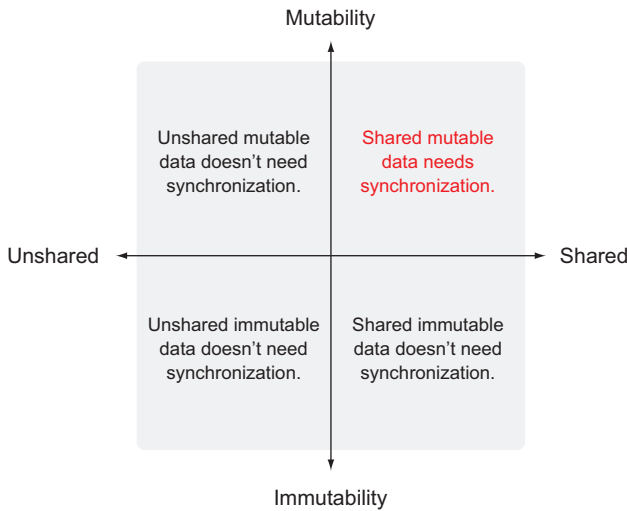 Mutability
Unshared mutable
data doesn't need
synchronization.
Shared mutable
data needs
synchronization.
Unshared
Shared
Unshared immutable
data doesn't need
synchronization.
Shared immutable
data doesn't need
synchronization.
Immutability